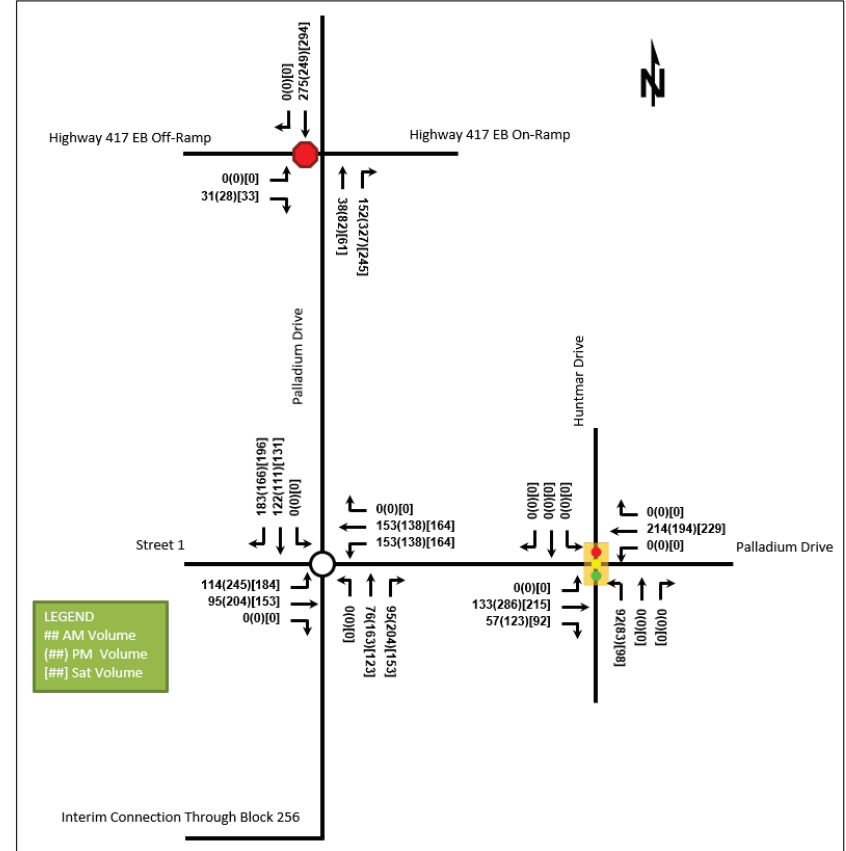 0(0)[0]
275(249)[294]
N
Highway 417 EB Off-Ramp
Highway 417 EB On-Ramp
0(0)[0]
31(28)[33]
38(82)[61]
152(327)[245]
Palladium Drive
Huntmar Drive
183(166)[196]
122(111)[131]
0(0)[0]
0(0)[0]
153(138)[164]
153(138)[164]
Street 1
114(245)[184]
95(204)[153]
0(0)[0]
0(0)[0]
76(163)[123]
95(204)[153]
0(0)[0]
0(0)[0]
0(0)[0]
0(0)[0]
214(194)[229]
0(0)[0]
Palladium Drive
0(0)[0]
133(286)[215]
57(123)[92]
92(83)[98]
0(0)[0]
0(0)[0]
LEGEND
## AM Volume
(##) PM Volume
[##] Sat Volume
Interim Connection Through Block 256